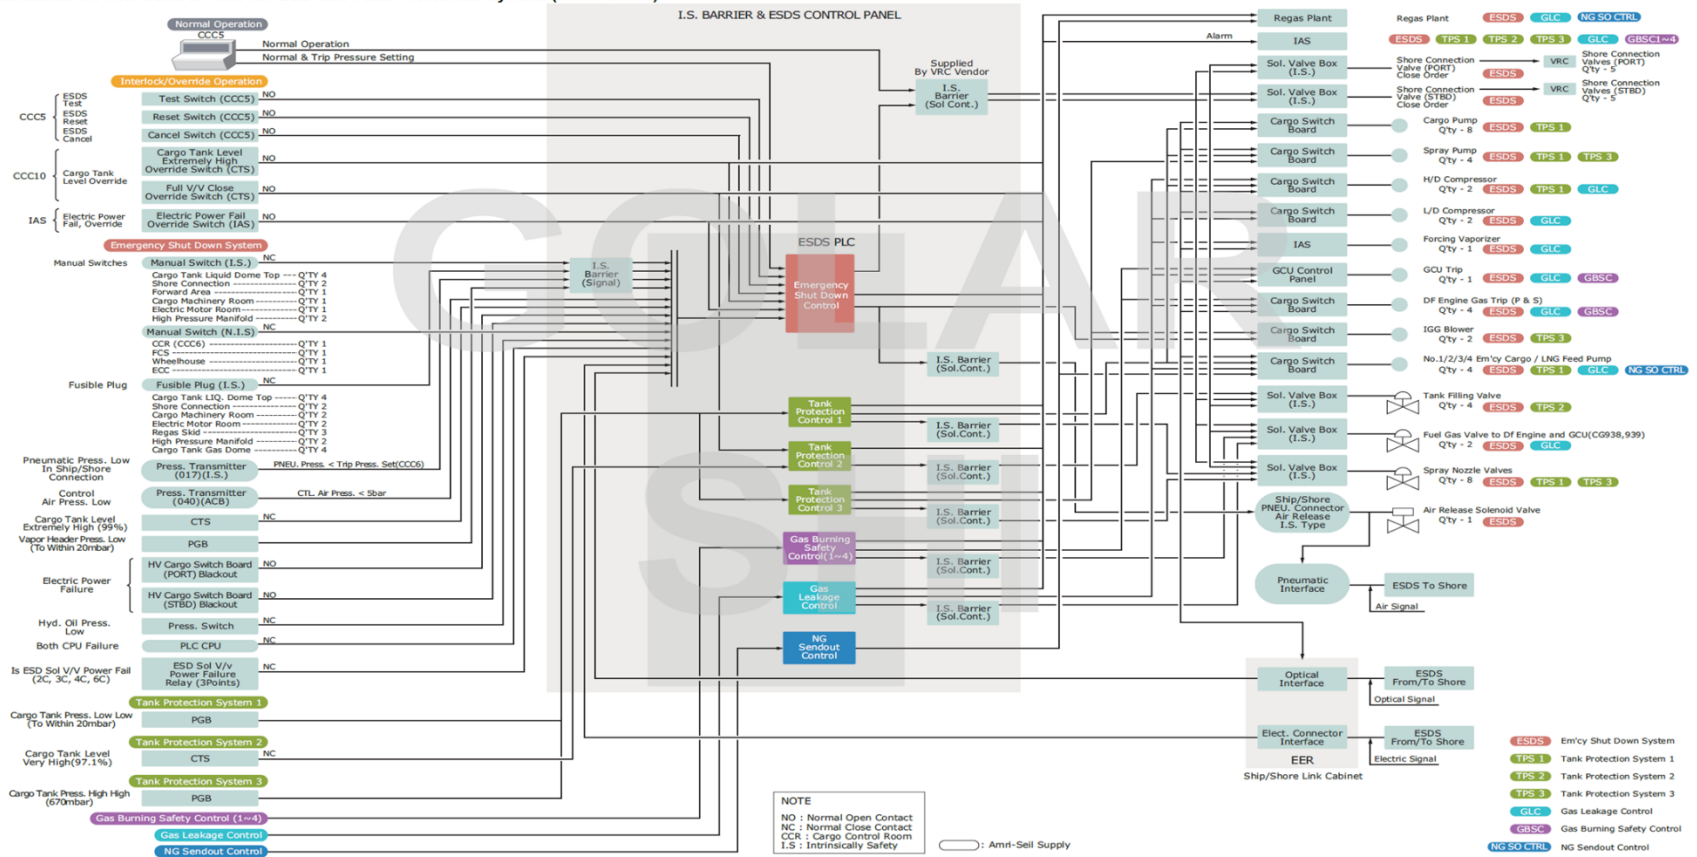 I.S. BARRIER & ESDS CONTROL PANEL
Normal Operation
CCC5
Normal Operation
Normal & Trip Pressure Setting
Interlock/Override Operation
CCC5
ESDS
Test
ESDS
Reset
ESDS
Cancel
Test Switch (CCC5)
NO
Reset Switch (CCC5)
NO
Cancel Switch (CCC5)
NO
CCC10
Cargo Tank
Level Override
Cargo Tank Level
Extremely High
Override Switch (CTS)
NO
Full V/V Close
Override Switch (CTS)
NO
IAS
Electric Power
Fail, Override
Electric Power Fail
Override Switch (IAS)
NO
Emergency Shut Down System
Manual Switches
Manual Switch (I.S.)
NC
Cargo Tank Liquid Dome Top --- Q'TY 4
Shore Connection Q'TY 2
Forward Area Q'TY 1
Cargo Machinery Room Q'TY 1
Electric Motor Room Q'TY 1
High Pressure Manifold Q'TY 2
Manual Switch (N.I.S)
NC
CCR (CCC6) Q'TY 1
FCS Q'TY 1
Wheelhouse Q'TY 1
ECC Q'TY 1
Fusible Plug
Fusible Plug (I.S.)
NC
Cargo Tank LIQ. Dome Top Q'TY 4
Shore Connection Q'TY 2
Cargo Machinery Room Q'TY 2
Electric Motor Room Q'TY 2
Regas Skid Q'TY 3
High Pressure Manifold Q'TY 2
Cargo Tank Gas Dome Q'TY 4
Pneumatic Press. Low
In Ship/Shore
Connection
Press. Transmitter
(017)(I.S.)
PNEU. Press. < Trip Press. Set(CCC6)
Control
Air Press. Low
Press. Transmitter
(040)(ACB)
CTL. Air Press. < 5bar
Cargo Tank Level
Extremely High (99%)
CTS
NC
Vapor Header Press. Low
(To Within 20mbar)
PGB
Electric Power
Failure
HV Cargo Switch Board
(PORT) Blackout
NO
HV Cargo Switch Board
(STBD) Blackout
NO
Hyd. Oil Press.
Low
Press. Switch
NC
Both CPU Failure
PLC CPU
NC
Is ESD Sol V/V Power Fail
(2C, 3C, 4C, 6C)
ESD Sol V/v
Power Failure
Relay (3Points)
NC
Tank Protection System 1
Cargo Tank Press. Low Low
(To Within 20mbar)
PGB
Tank Protection System 2
Cargo Tank Level
Very High(97.1%)
CTS
NC
Tank Protection System 3
Cargo Tank Press. High High
(670mbar)
PGB
Gas Burning Safety Control (1~4)
Gas Leakage Control
NG Sendout Control
GOLAR
SHI
I.S.
Barrier
(Signal)
Supplied
By VRC Vendor
I.S.
Barrier
(Sol Cont.)
ESDS PLC
Emergency
Shut Down
Control
I.S. Barrier
(Sol.Cont.)
Tank
Protection
Control 1
I.S. Barrier
(Sol.Cont.)
Tank
Protection
Control 2
I.S. Barrier
(Sol.Cont.)
Tank
Protection
Control 3
I.S. Barrier
(Sol.Cont.)
Gas Burning
Safety
Control(1~4)
I.S. Barrier
(Sol.Cont.)
Gas
Leakage
Control
I.S. Barrier
(Sol.Cont.)
NG
Sendout
Control
NOTE
NO : Normal Open Contact
NC : Normal Close Contact
CCR : Cargo Control Room
I.S : Intrinsically Safety
: Amri-Seil Supply
Regas Plant
Regas Plant ESDS GLC NG SO CTRL
Alarm
IAS
ESDS TPS 1 TPS 2 TPS 3 GLC GBSC1~4
Sol. Valve Box
(I.S.)
Shore Connection
Valve (PORT)
Close Order
ESDS
VRC
Shore Connection
Valves (PORT)
Q'ty - 5
Sol. Valve Box
(I.S.)
Shore Connection
Valve (STBD)
Close Order
ESDS
VRC
Shore Connection
Valves (STBD)
Q'ty - 5
Cargo Switch
Board
Cargo Pump
Q'ty - 8 ESDS TPS 1
Cargo Switch
Board
Spray Pump
Q'ty - 4 ESDS TPS 1 TPS 3
Cargo Switch
Board
H/D Compressor
Q'ty - 2 ESDS TPS 1 GLC
Cargo Switch
Board
L/D Compressor
Q'ty - 2 ESDS GLC
IAS
Forcing Vaporizer
Q'ty - 1 ESDS GLC
GCU Control
Panel
GCU Trip
Q'ty - 1 ESDS GLC GBSC
Cargo Switch
Board
DF Engine Gas Trip (P & S)
Q'ty - 4 ESDS GLC GBSC
Cargo Switch
Board
IGG Blower
Q'ty - 2 ESDS TPS 3
Cargo Switch
Board
No.1/2/3/4 Em'cy Cargo / LNG Feed Pump
Q'ty - 4 ESDS TPS 1 GLC NG SO CTRL
Sol. Valve Box
(I.S.)
Tank Filling Valve
Q'ty - 4 ESDS TPS 2
Sol. Valve Box
(I.S.)
Fuel Gas Valve to Df Engine and GCU(CG938,939)
Q'ty - 2 ESDS GLC
Sol. Valve Box
(I.S.)
Spray Nozzle Valves
Q'ty - 8 ESDS TPS 1 TPS 3
Ship/Shore
PNEU. Connector
Air Release
I.S. Type
Air Release Solenoid Valve
Q'ty - 1 ESDS
Pneumatic
Interface
ESDS To Shore
Air Signal
Optical
Interface
ESDS
From/To Shore
Optical Signal
Elect. Connector
Interface
ESDS
From/To Shore
Electric Signal
EER
Ship/Shore Link Cabinet
ESDS Em'cy Shut Down System
TPS 1 Tank Protection System 1
TPS 2 Tank Protection System 2
TPS 3 Tank Protection System 3
GLC Gas Leakage Control
GBSC Gas Burning Safety Control
NG SO CTRL NG Sendout Control